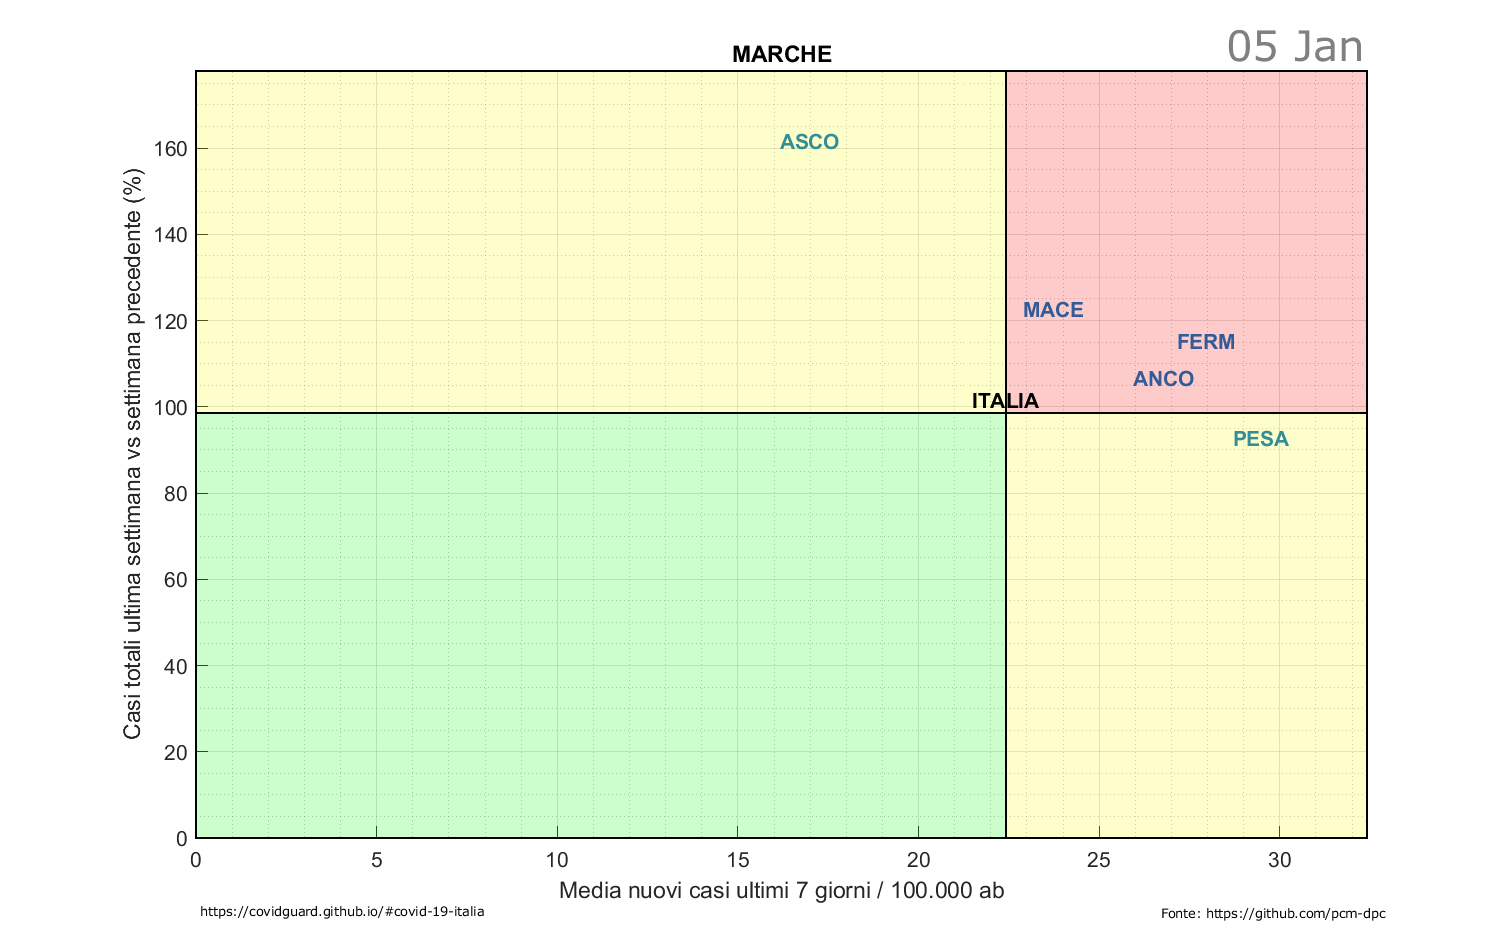 05 Jan
MARCHE
Casi totali ultima settimana vs settimana precedente (%)
160
140
120
100
80
60
40
20
0
ASCO
MACE
FERM
ANCO
ITALIA
PESA
0 5 10 15 20 25 30
Media nuovi casi ultimi 7 giorni / 100.000 ab
https://covidguard.github.io/#covid-19-italia
Fonte: https://github.com/pcm-dpc